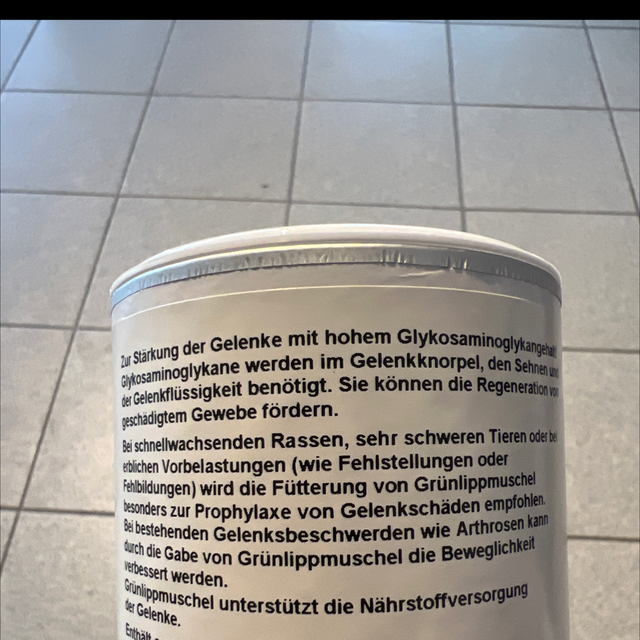 Zur Stärkung der Gelenke mit hohem Glykosaminoglykangehalt
Glykosaminoglykane werden im Gelenkknorpel, den Sehnen und
der Gelenkflüssigkeit benötigt. Sie können die Regeneration von
geschädigtem Gewebe fördern.
Bei schnellwachsenden Rassen, sehr schweren Tieren oder bei
erblichen Vorbelastungen (wie Fehlstellungen oder
Fehlbildungen) wird die Fütterung von Grünlippmuschel
besonders zur Prophylaxe von Gelenkschäden empfohlen.
Bei bestehenden Gelenksbeschwerden wie Arthrosen kann
durch die Gabe von Grünlippmuschel die Beweglichkeit
verbessert werden.
Grünlippmuschel unterstützt die Nährstoffversorgung
der Gelenke.
Enthält